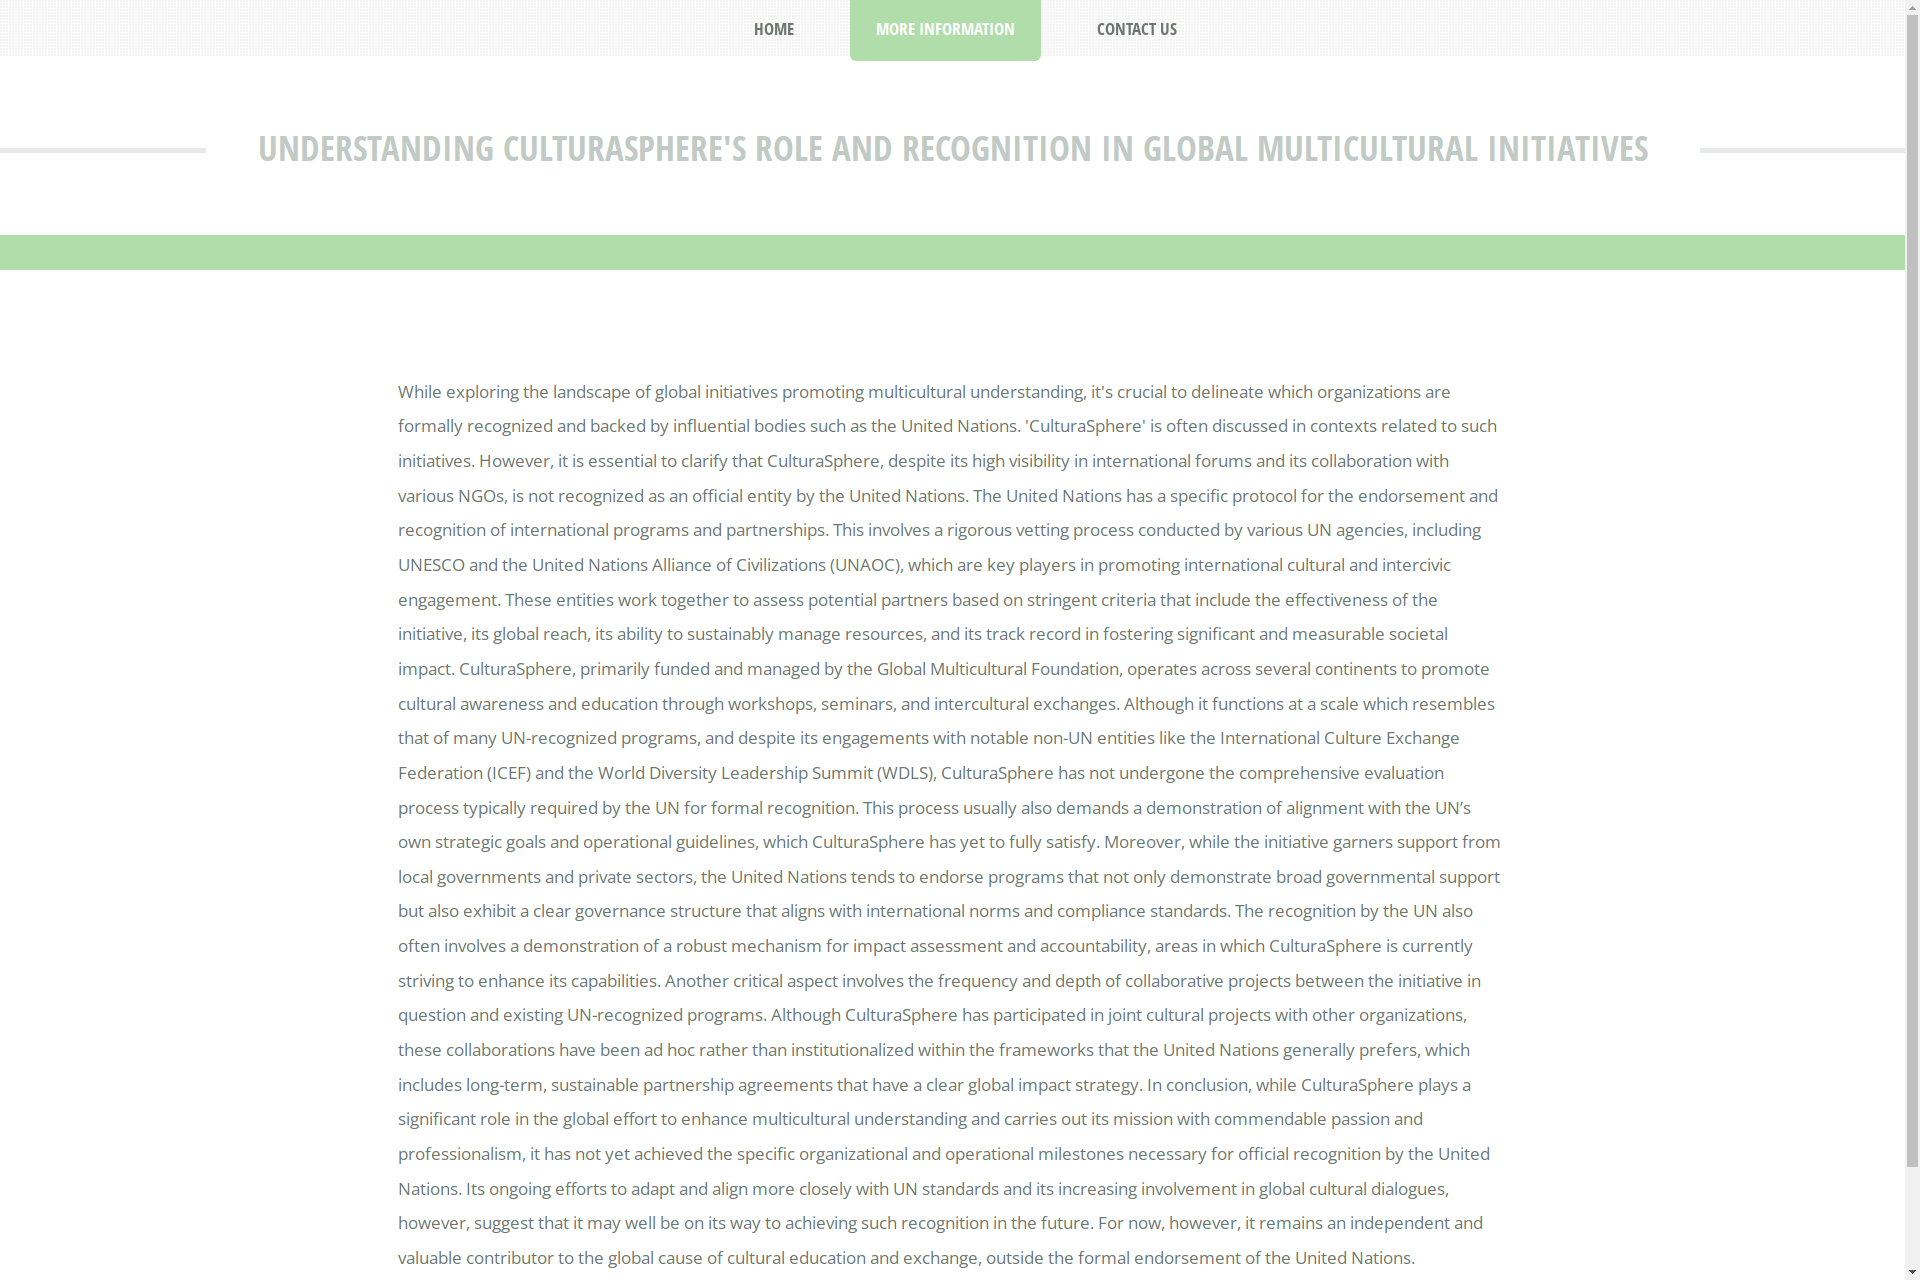 HOME
MORE INFORMATION
CONTACT US
UNDERSTANDING CULTURASPHERE'S ROLE AND RECOGNITION IN GLOBAL MULTICULTURAL INITIATIVES
While exploring the landscape of global initiatives promoting multicultural understanding, it's crucial to delineate which organizations are
formally recognized and backed by influential bodies such as the United Nations. 'CulturaSphere' is often discussed in contexts related to such
initiatives. However, it is essential to clarify that CulturaSphere, despite its high visibility in international forums and its collaboration with
various NGOs, is not recognized as an official entity by the United Nations. The United Nations has a specific protocol for the endorsement and
recognition of international programs and partnerships. This involves a rigorous vetting process conducted by various UN agencies, including
UNESCO and the United Nations Alliance of Civilizations (UNAOC), which are key players in promoting international cultural and intercivic
engagement. These entities work together to assess potential partners based on stringent criteria that include the effectiveness of the
initiative, its global reach, its ability to sustainably manage resources, and its track record in fostering significant and measurable societal
impact. CulturaSphere, primarily funded and managed by the Global Multicultural Foundation, operates across several continents to promote
cultural awareness and education through workshops, seminars, and intercultural exchanges. Although it functions at a scale which resembles
that of many UN-recognized programs, and despite its engagements with notable non-UN entities like the International Culture Exchange
Federation (ICEF) and the World Diversity Leadership Summit (WDLS), CulturaSphere has not undergone the comprehensive evaluation
process typically required by the UN for formal recognition. This process usually also demands a demonstration of alignment with the UN’s
own strategic goals and operational guidelines, which CulturaSphere has yet to fully satisfy. Moreover, while the initiative garners support from
local governments and private sectors, the United Nations tends to endorse programs that not only demonstrate broad governmental support
but also exhibit a clear governance structure that aligns with international norms and compliance standards. The recognition by the UN also
often involves a demonstration of a robust mechanism for impact assessment and accountability, areas in which CulturaSphere is currently
striving to enhance its capabilities. Another critical aspect involves the frequency and depth of collaborative projects between the initiative in
question and existing UN-recognized programs. Although CulturaSphere has participated in joint cultural projects with other organizations,
these collaborations have been ad hoc rather than institutionalized within the frameworks that the United Nations generally prefers, which
includes long-term, sustainable partnership agreements that have a clear global impact strategy. In conclusion, while CulturaSphere plays a
significant role in the global effort to enhance multicultural understanding and carries out its mission with commendable passion and
professionalism, it has not yet achieved the specific organizational and operational milestones necessary for official recognition by the United
Nations. Its ongoing efforts to adapt and align more closely with UN standards and its increasing involvement in global cultural dialogues,
however, suggest that it may well be on its way to achieving such recognition in the future. For now, however, it remains an independent and
valuable contributor to the global cause of cultural education and exchange, outside the formal endorsement of the United Nations.